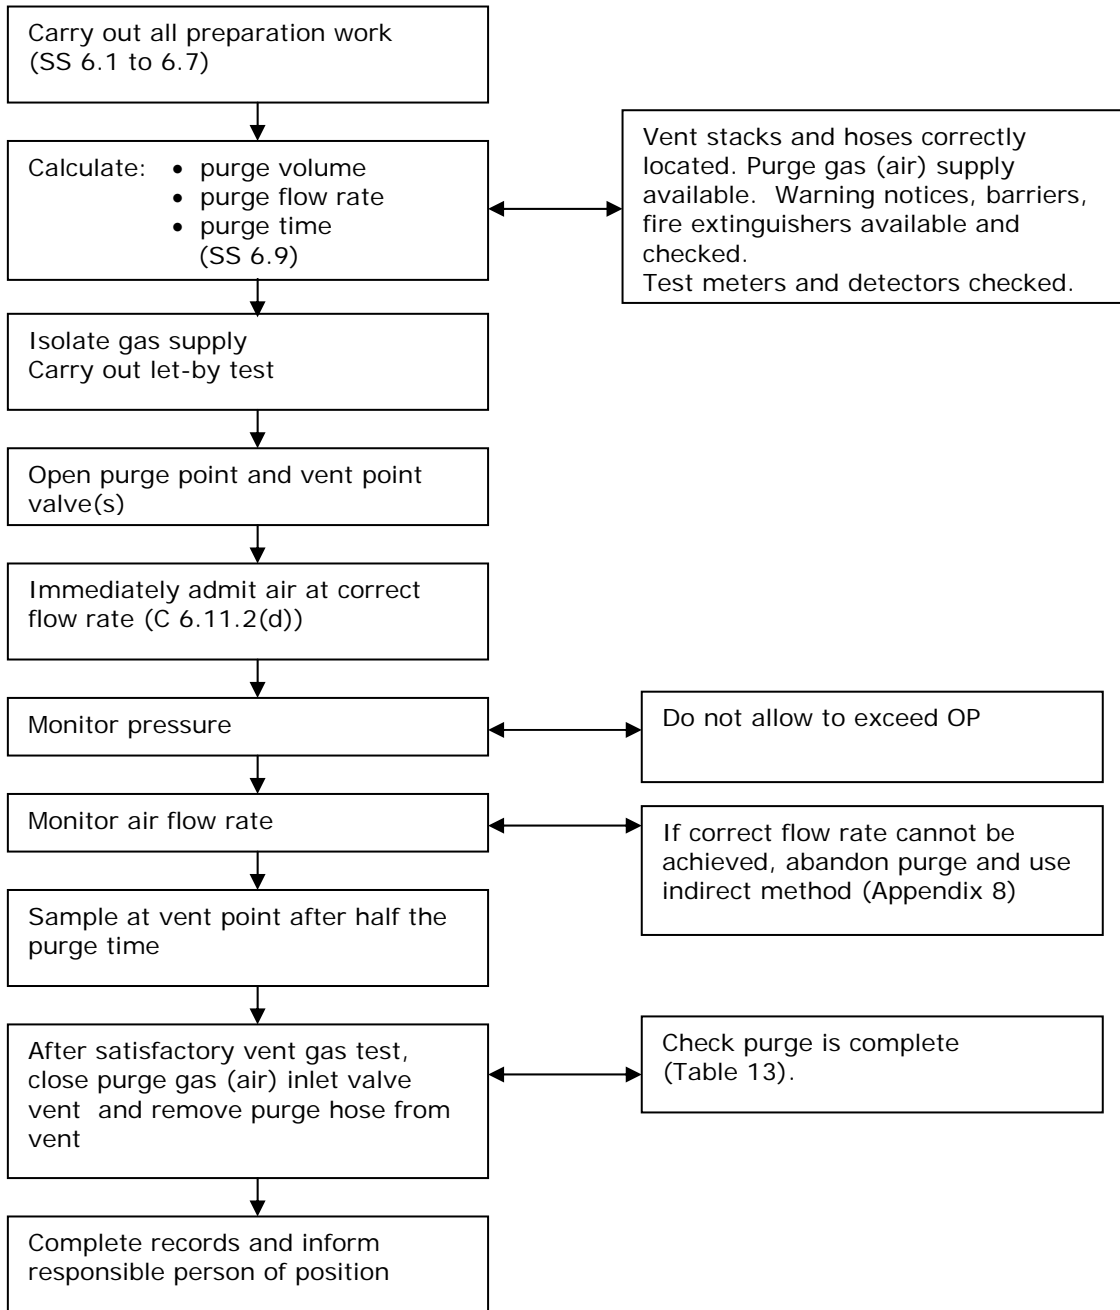 Carry out all preparation work
(SS 6.1 to 6.7)
Calculate: • purge volume
• purge flow rate
• purge time
(SS 6.9)
Vent stacks and hoses correctly
located. Purge gas (air) supply
available. Warning notices, barriers,
fire extinguishers available and
checked.
Test meters and detectors checked.
Isolate gas supply
Carry out let-by test
Open purge point and vent point
valve(s)
Immediately admit air at correct
flow rate (C 6.11.2(d))
Monitor pressure
Do not allow to exceed OP
Monitor air flow rate
If correct flow rate cannot be
achieved, abandon purge and use
indirect method (Appendix 8)
Sample at vent point after half the
purge time
After satisfactory vent gas test,
close purge gas (air) inlet valve
vent and remove purge hose from
vent
Check purge is complete
(Table 13).
Complete records and inform
responsible person of position